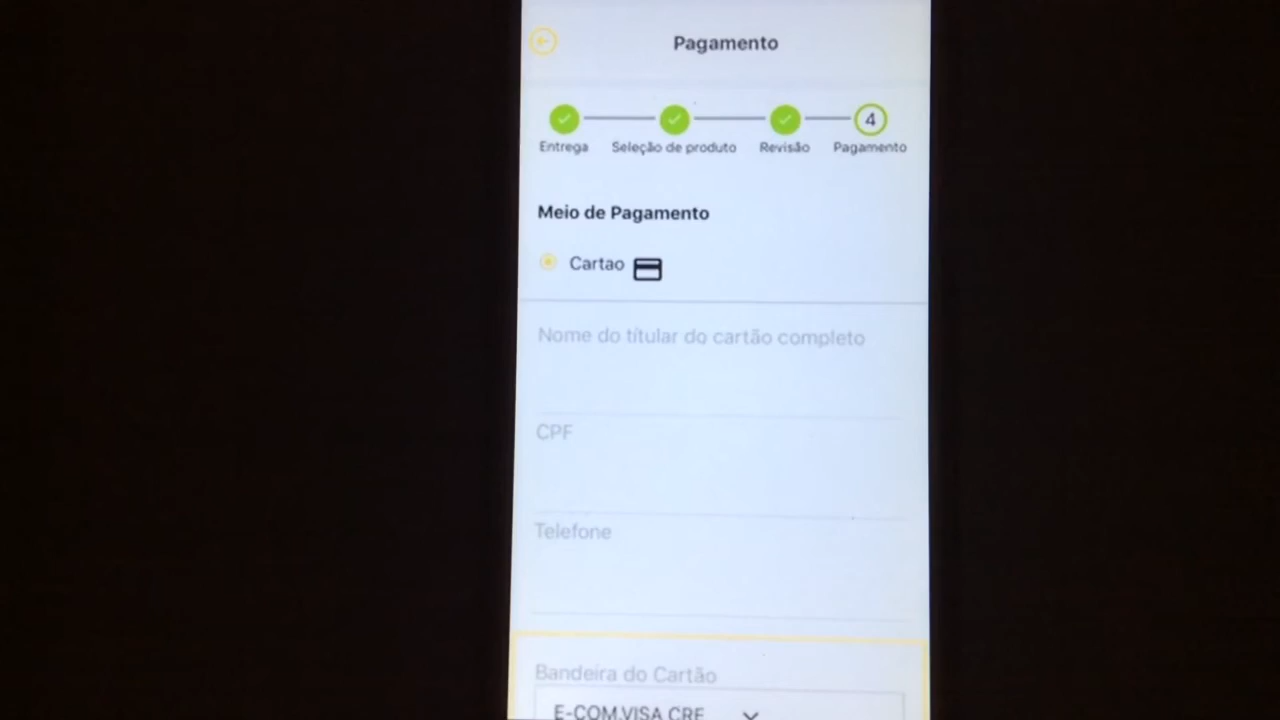 Pagamento
4
Entrega Seleção de produto Revisão Pagamento
Meio de Pagamento
Cartao
Nome do títular do cartão completo
CPF
Telefone
Bandeira do Cartão
E-COM.VISA CRE